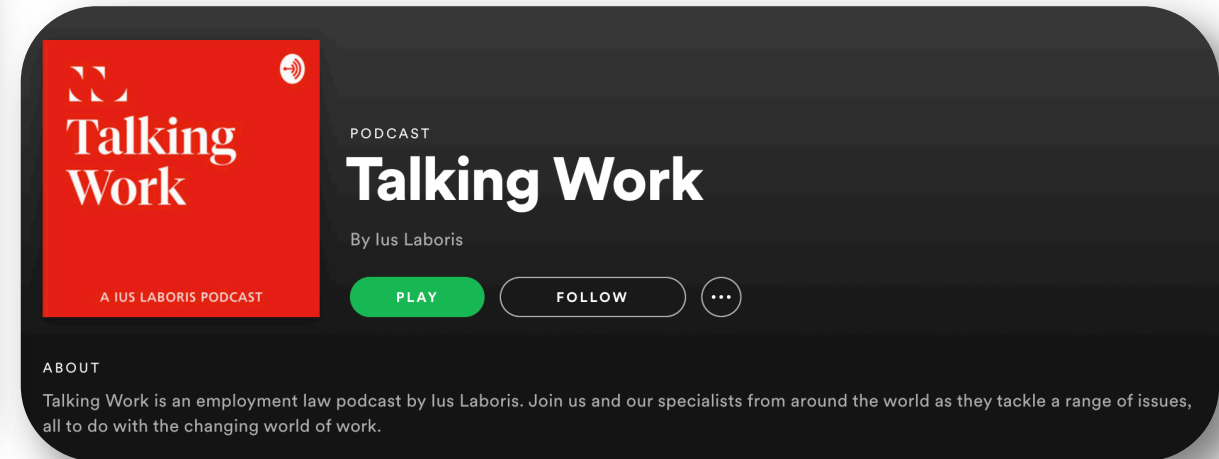 Talking
Work
A IUS LABORIS PODCAST
PODCAST
Talking Work
By Ius Laboris
PLAY
FOLLOW
ABOUT
Talking Work is an employment law podcast by Ius Laboris. Join us and our specialists from around the world as they tackle a range of issues,
all to do with the changing world of work.